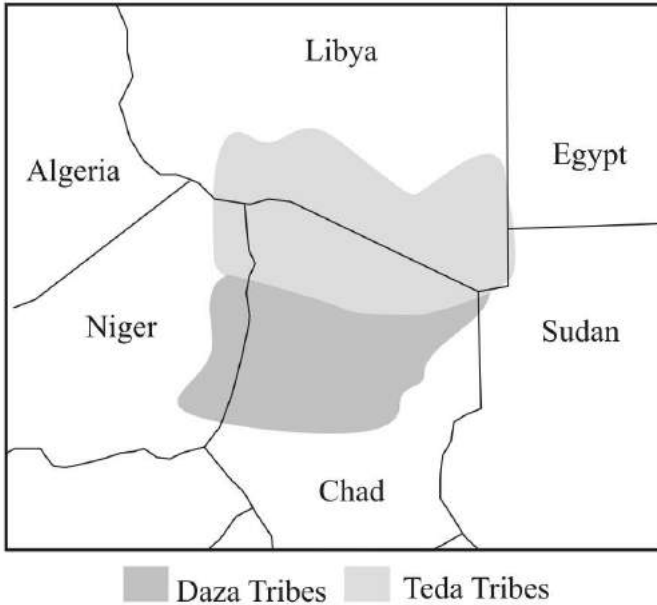 Libya
Egypt
Algeria
Niger
Sudan
Chad
Daza Tribes Teda Tribes